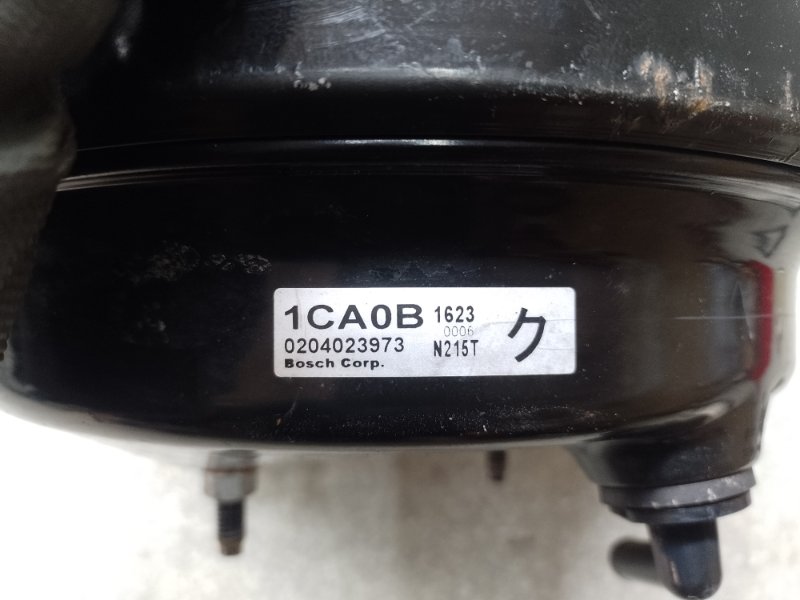 1CA0B 1623
0006
0204023973 N215T
Bosch Corp.
ク